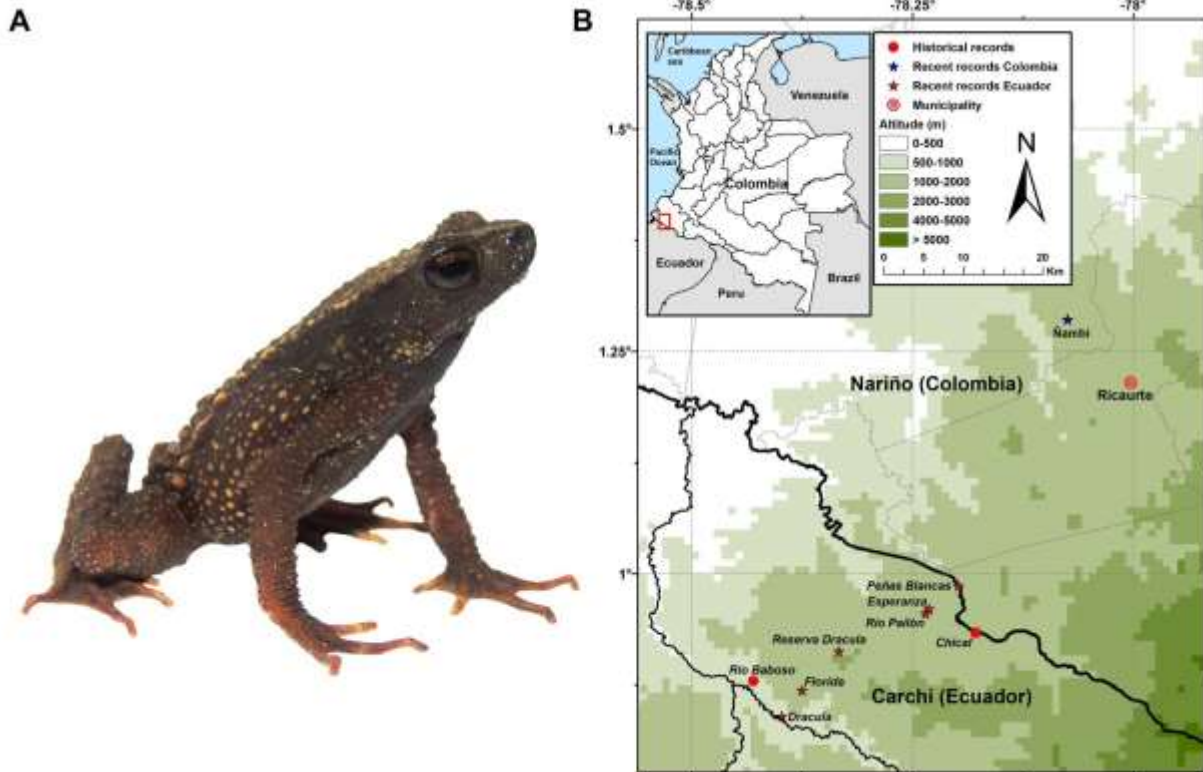 A
B
-78.5°
-78.25°
-78°
Caribbean
sea
Venezuela
Pacific
Ocean
Colombia
Ecuador
Peru
Brazil
Historical records
Recent records Colombia
Recent records Ecuador
Municipality
Altitude (m)
0-500
500-1000
1000-2000
2000-3000
4000-5000
> 5000
N
0 5 10 20
Km
1.5°
1.25°
1°
Ñambí
Nariño (Colombia)
Ricaurte
Peñas Blancas
Esperanza
Río Pailón
Chical
Reserva Dracula
Río Baboso
Florida
Carchi (Ecuador)
Dracula